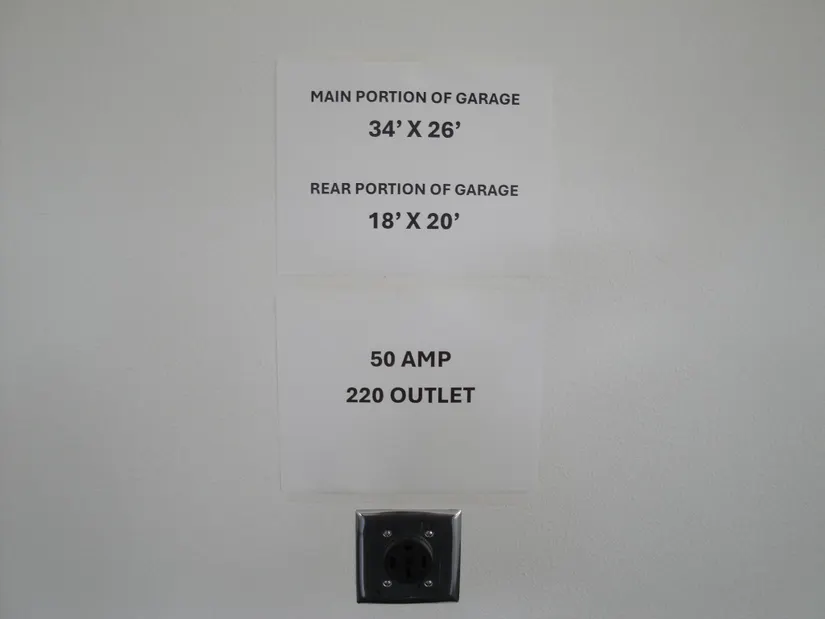 MAIN PORTION OF GARAGE
34’ X 26’
REAR PORTION OF GARAGE
18’ X 20’
50 AMP
220 OUTLET